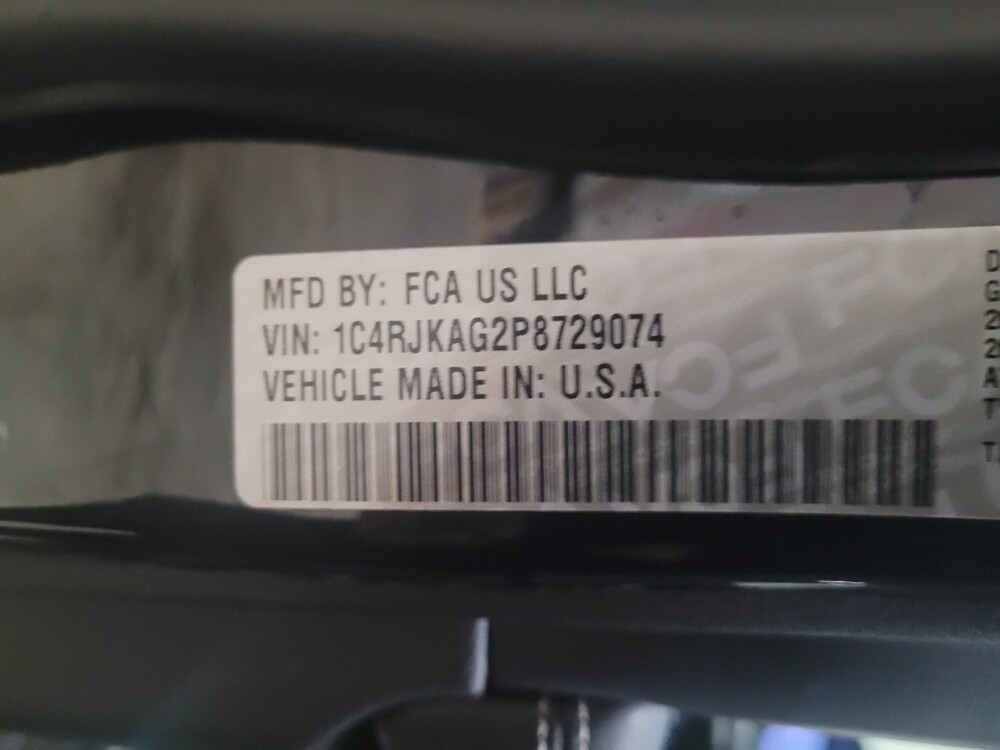 MFD BY: FCA US LLC
VIN: 1C4RJKAG2P8729074
VEHICLE MADE IN: U.S.A.